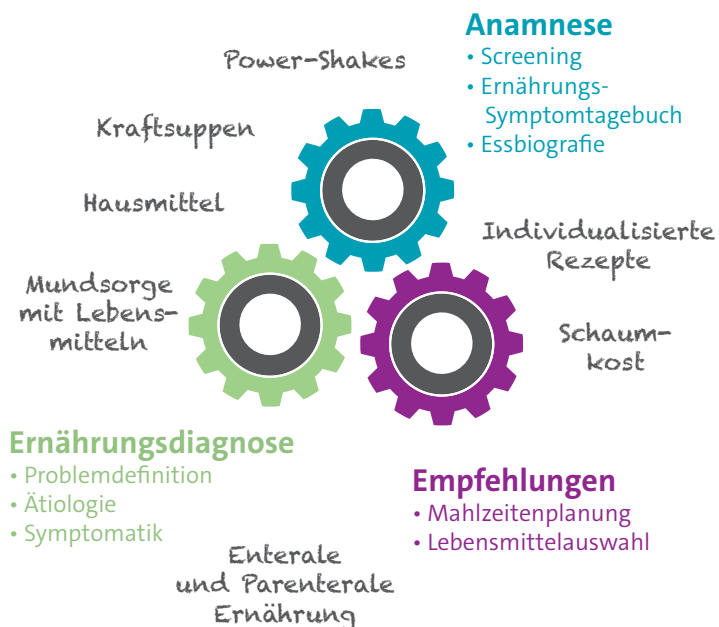 Anamnese
• Screening
• Ernährungs-
Symptomtagebuch
• Essbiografie
Power-Shakes
Kraftsuppen
Hausmittel
Mundsorge
mit Lebens-
mitteln
Individualisierte
Rezepte
Schaum-
kost
Ernährungsdiagnose
• Problemdefinition
• Ätiologie
• Symptomatik
Empfehlungen
• Mahlzeitenplanung
• Lebensmittelauswahl
Enterale
und Parenterale
Ernährung